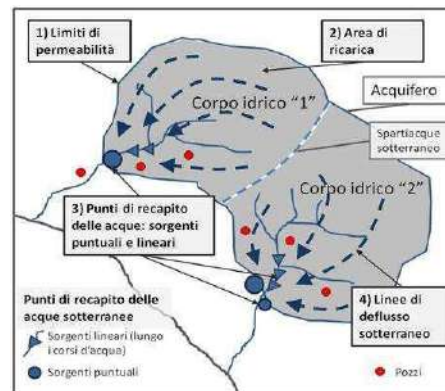 1) Limiti di
permeabilità
2) Area di
ricarica
Corpo idrico "1"
Acquifero
Spartiacque
sotterraneo
Corpo idrico "2"
3) Punti di recapito
delle acque: sorgenti
puntuali e lineari
4) Linee di
deflusso
sotterraneo
Punti di recapito delle
acque sotterranee
Sorgenti lineari (lungo
i corsi d'acqua)
Sorgenti puntuali
Pozzi